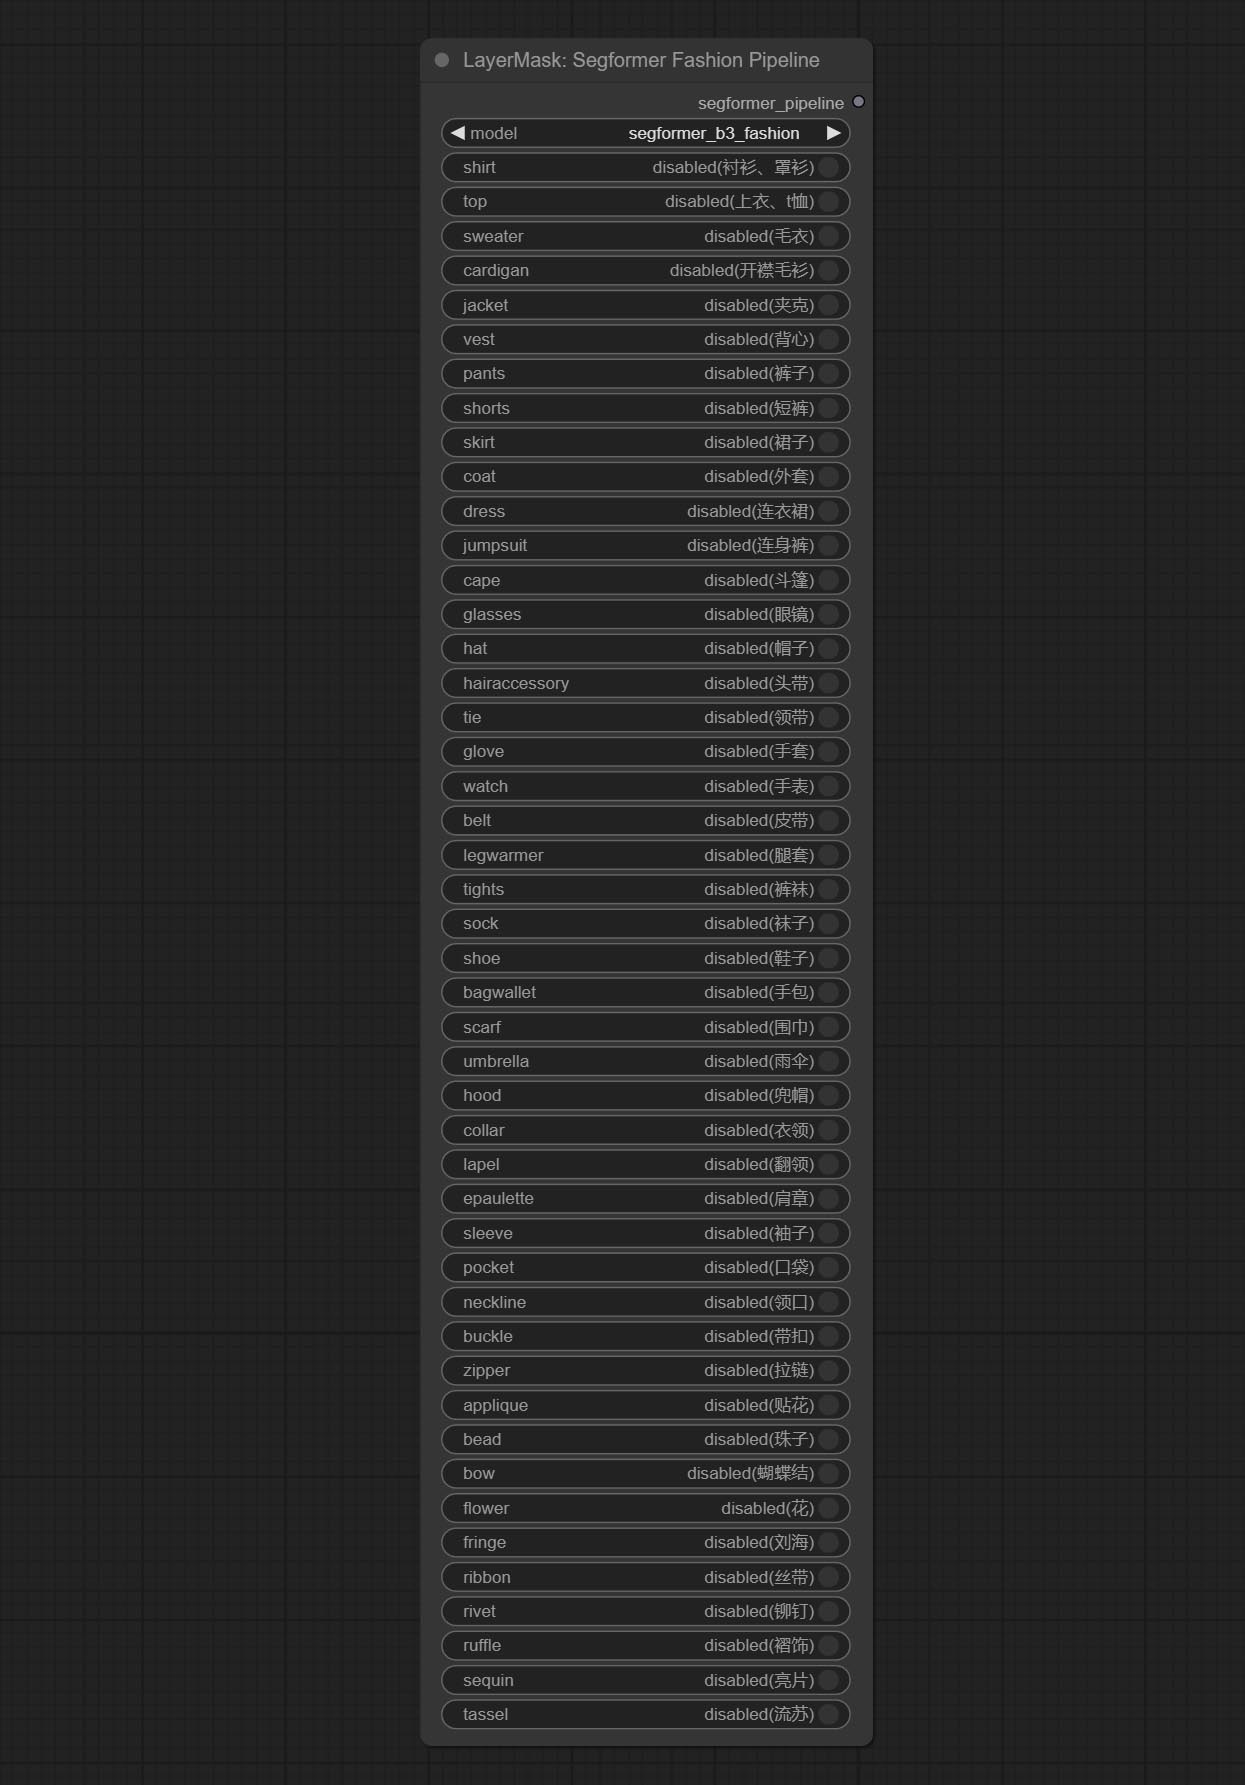 LayerMask: Segformer Fashion Pipeline
segformer_pipeline
model segformer_b3_fashion
shirt disabled(衬衫、罩衫)
top disabled(上衣、t恤)
sweater disabled(毛衣)
cardigan disabled(开襟毛衫)
jacket disabled(夹克)
vest disabled(背心)
pants disabled(裤子)
shorts disabled(短裤)
skirt disabled(裙子)
coat disabled(外套)
dress disabled(连衣裙)
jumpsuit disabled(连身裤)
cape disabled(斗篷)
glasses disabled(眼镜)
hat disabled(帽子)
hairaccessory disabled(头带)
tie disabled(领带)
glove disabled(手套)
watch disabled(手表)
belt disabled(皮带)
legwarmer disabled(腿套)
tights disabled(裤袜)
sock disabled(袜子)
shoe disabled(鞋子)
bagwallet disabled(手包)
scarf disabled(围巾)
umbrella disabled(雨伞)
hood disabled(兜帽)
collar disabled(衣领)
lapel disabled(翻领)
epaulette disabled(肩章)
sleeve disabled(袖子)
pocket disabled(口袋)
neckline disabled(领口)
buckle disabled(带扣)
zipper disabled(拉链)
applique disabled(贴花)
bead disabled(珠子)
bow disabled(蝴蝶结)
flower disabled(花)
fringe disabled(刘海)
ribbon disabled(丝带)
rivet disabled(铆钉)
ruffle disabled(褶饰)
sequin disabled(亮片)
tassel disabled(流苏)